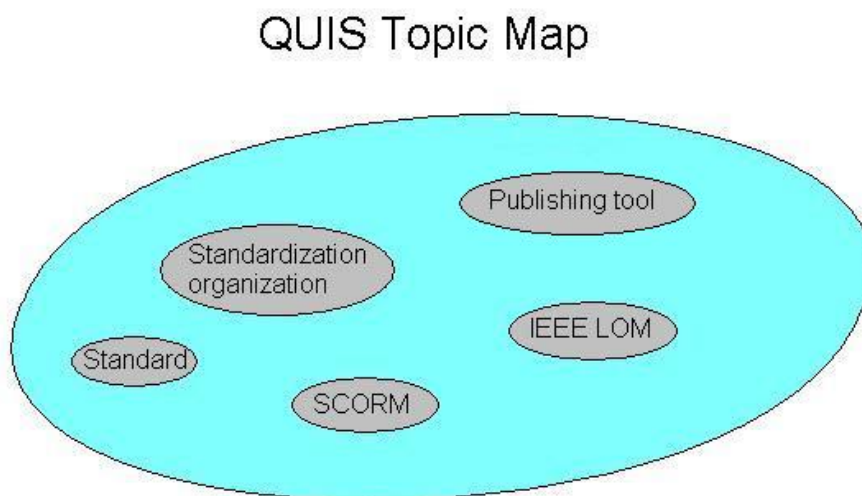 QUIS Topic Map
Publishing tool
Standardization
organization
IEEE LOM
Standard
SCORM